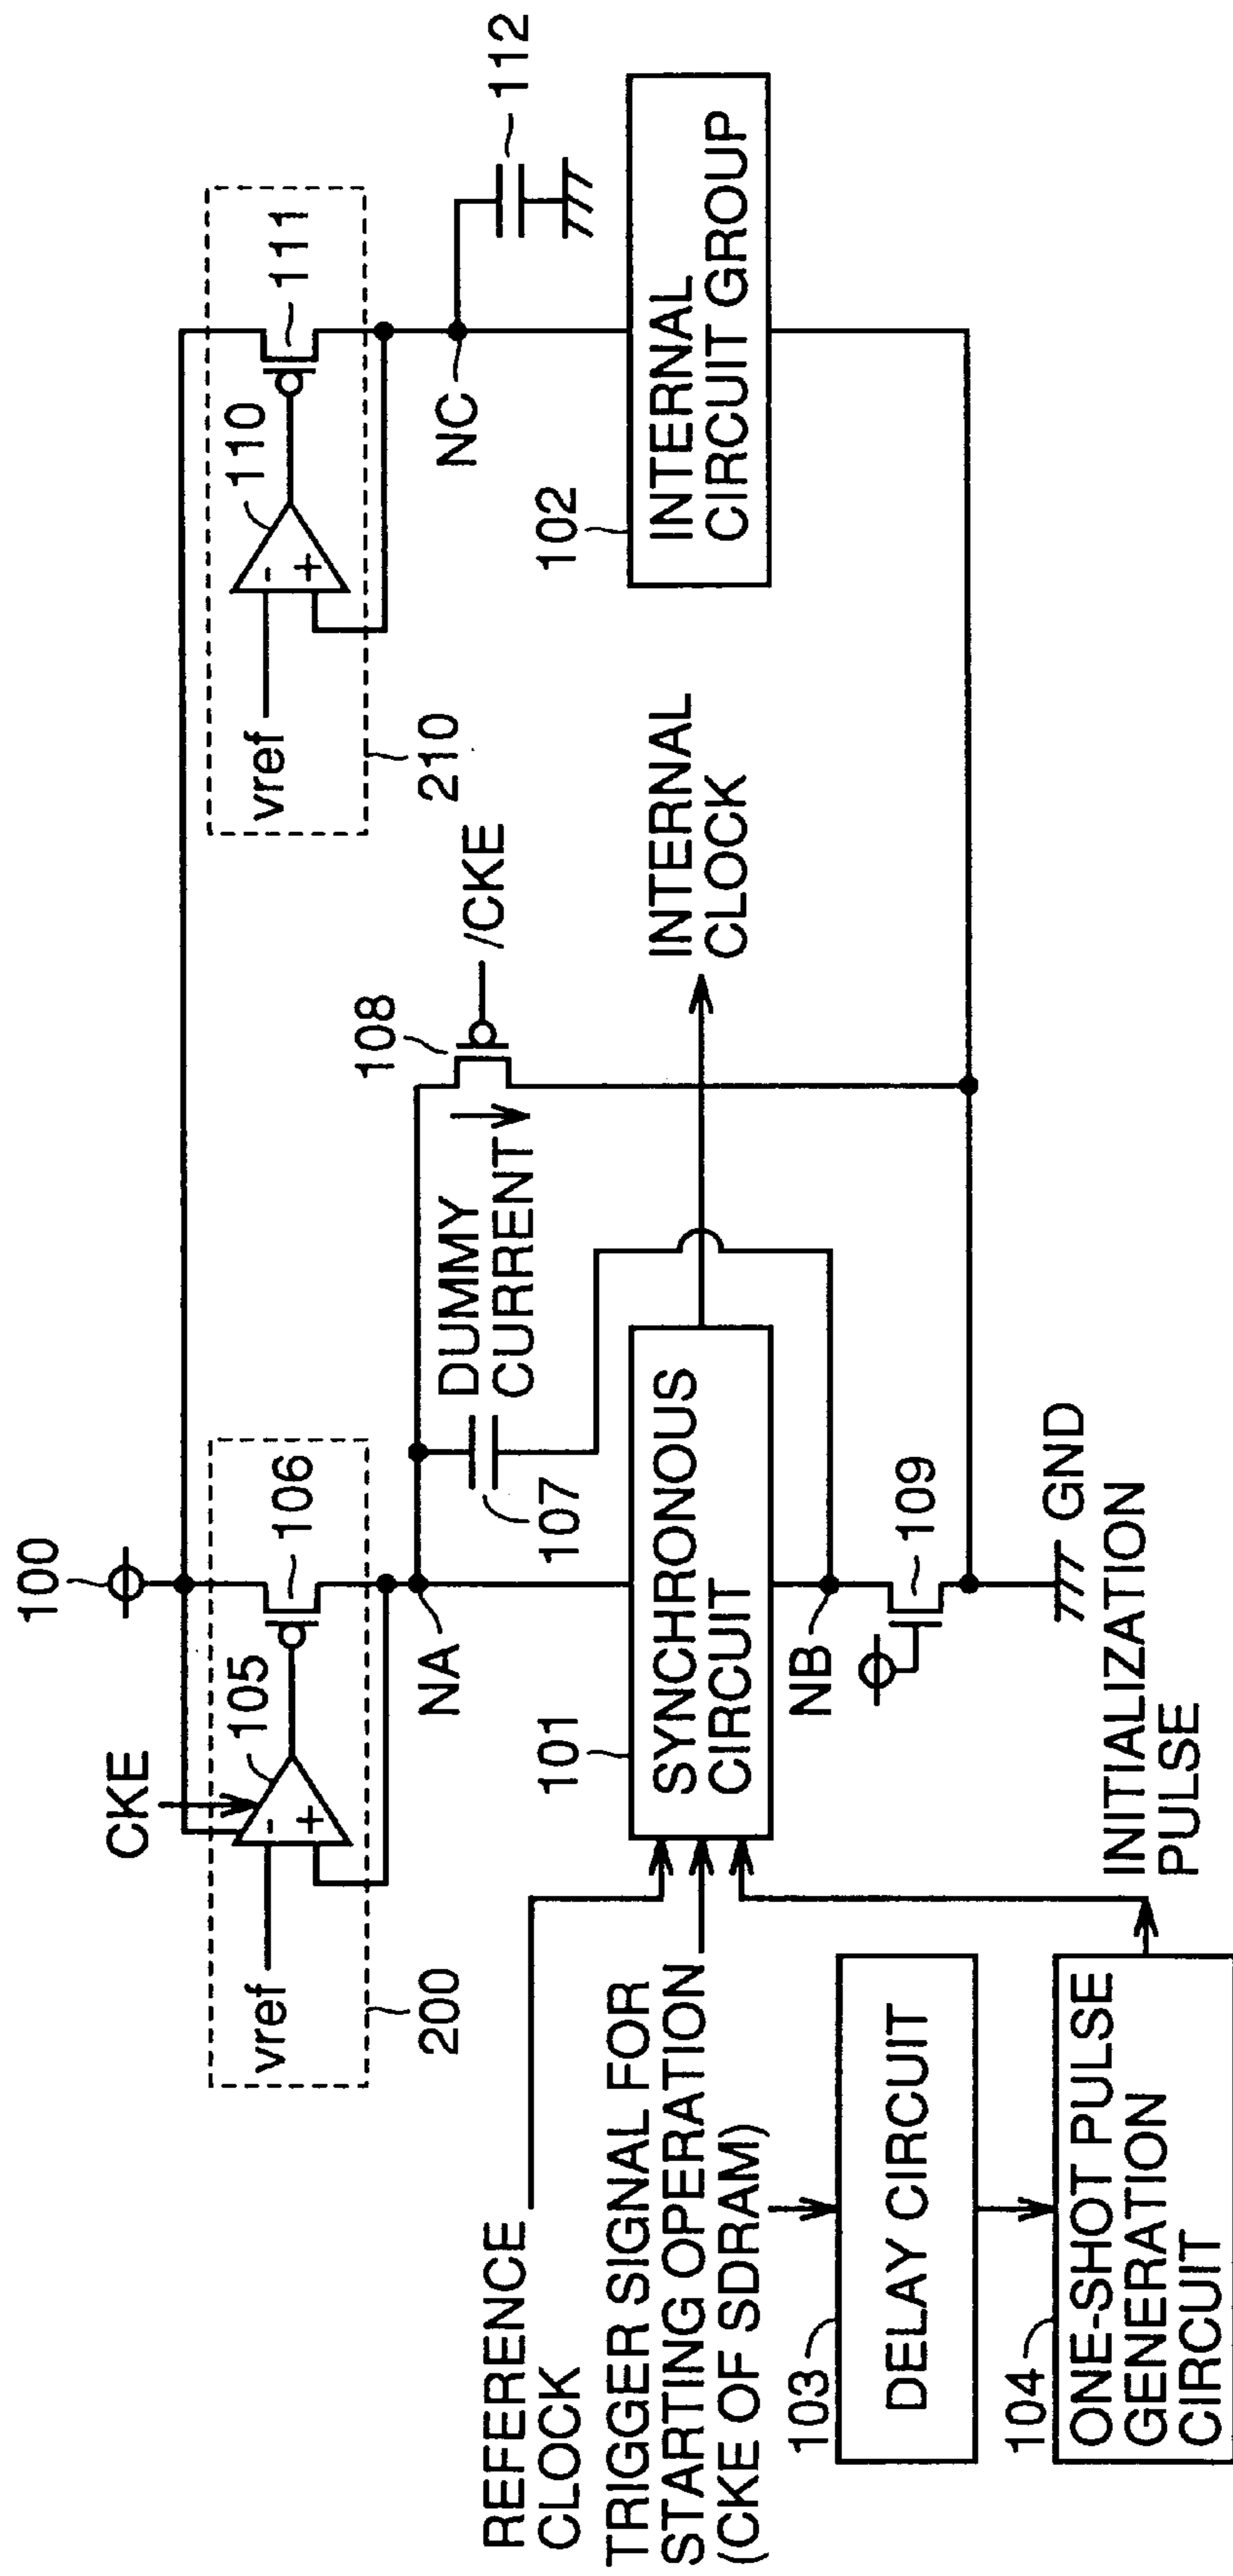 100
CKE
105
106
vref
200
110
111
vref
210
NC
112
NA
107
DUMMY
CURRENT
108
/CKE
REFERENCE
CLOCK
TRIGGER SIGNAL FOR
STARTING OPERATION
(CKE OF SDRAM)
101
SYNCHRONOUS
CIRCUIT
INTERNAL
CLOCK
102
INTERNAL
CIRCUIT GROUP
NB
109
GND
103
DELAY CIRCUIT
104
ONE-SHOT PULSE
GENERATION
CIRCUIT
INITIALIZATION
PULSE